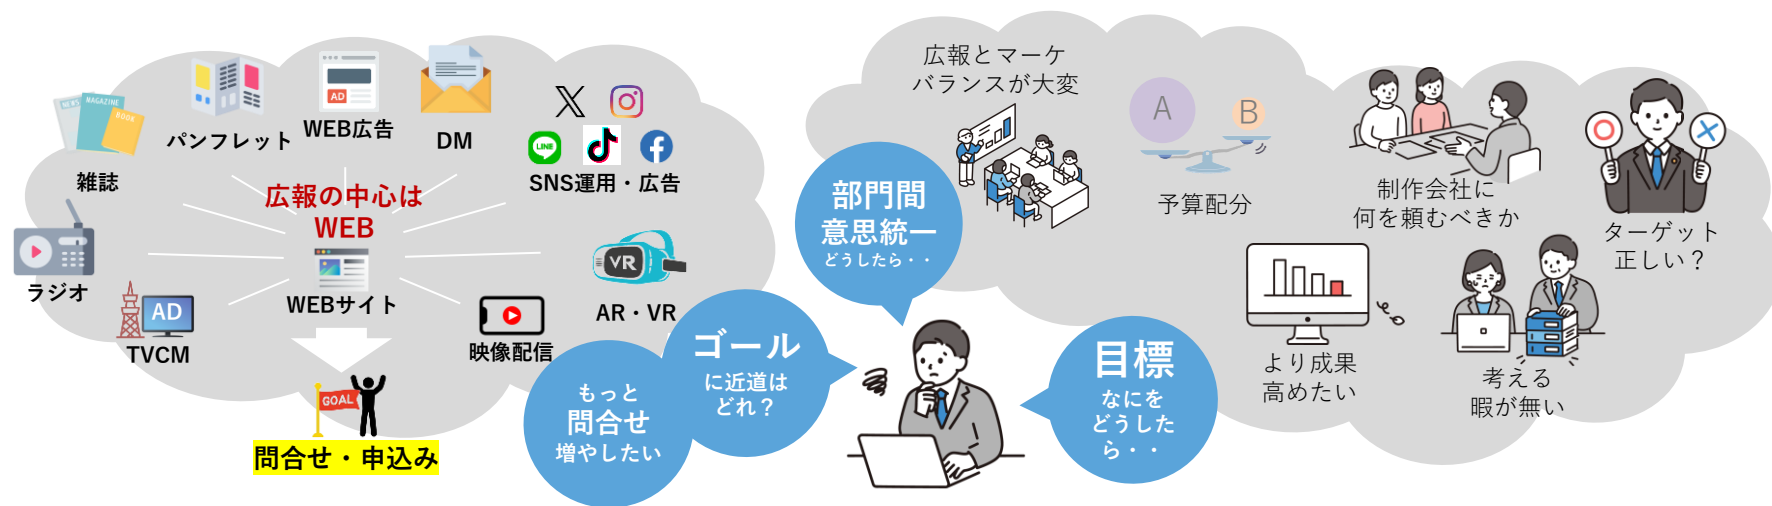 NEWS
MAGAZINE
BOOK
雑誌
パンフレット
AD
WEB広告
DM
LINE
SNS運用・広告
広報の中心は
WEB
WEBサイト
ラジオ
AD
TVCM
VR
AR・VR
映像配信
GOAL
問合せ・申込み
もっと
問合せ
増やしたい
ゴール
に近道は
どれ？
部門間
意思統一
どうしたら・・
目標
なにを
どうした
ら・・
広報とマーケ
バランスが大変
A
B
予算配分
制作会社に
何を頼むべきか
ターゲット
正しい？
より成果
高めたい
考える
暇が無い